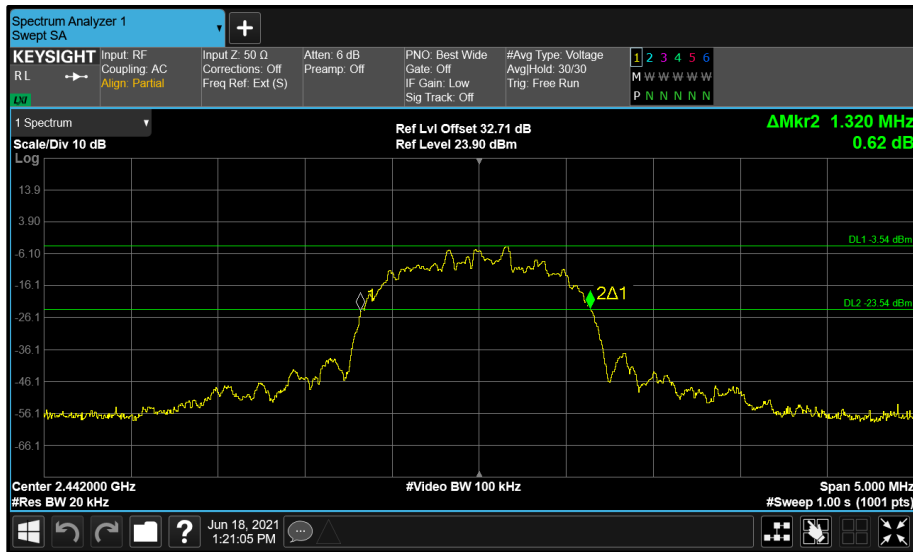 Spectrum Analyzer 1
Swept SA
KEYSIGHT
R L
LXI
Input: RF
Coupling: AC
Align: Partial
Input Z: 50 Ω
Corrections: Off
Freq Ref: Ext (S)
Atten: 6 dB
Preamp: Off
PNO: Best Wide
Gate: Off
IF Gain: Low
Sig Track: Off
#Avg Type: Voltage
Avg|Hold: 30/30
Trig: Free Run
1 2 3 4 5 6
M W W W W W
P N N N N N
1 Spectrum
Scale/Div 10 dB
Ref Lvl Offset 32.71 dB
Ref Level 23.90 dBm
ΔMkr2 1.320 MHz
0.62 dB
Log
13.9
3.90
-6.10
-16.1
-26.1
-36.1
-46.1
-56.1
-66.1
DL1 -3.54 dBm
1
2Δ1
DL2 -23.54 dBm
Center 2.442000 GHz
#Res BW 20 kHz
#Video BW 100 kHz
Span 5.000 MHz
#Sweep 1.00 s (1001 pts)
?
Jun 18, 2021
1:21:05 PM